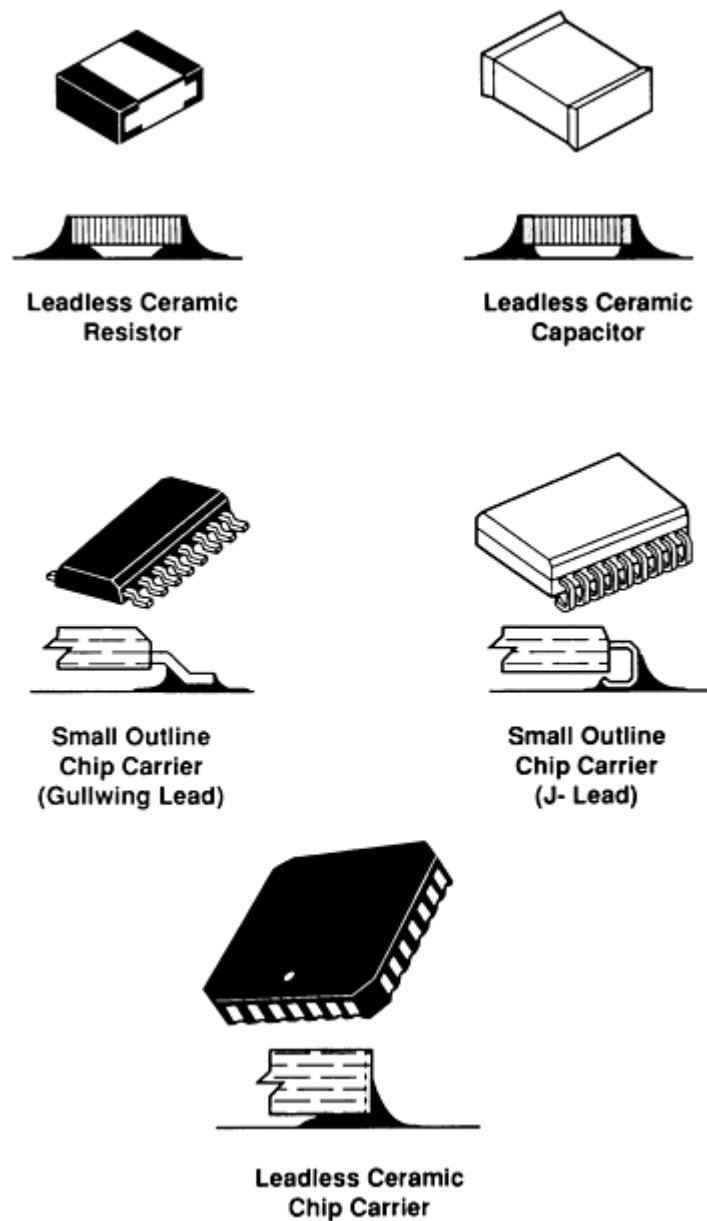 Leadless Ceramic
Resistor
Leadless Ceramic
Capacitor
Small Outline
Chip Carrier
(Gullwing Lead)
Small Outline
Chip Carrier
(J- Lead)
Leadless Ceramic
Chip Carrier